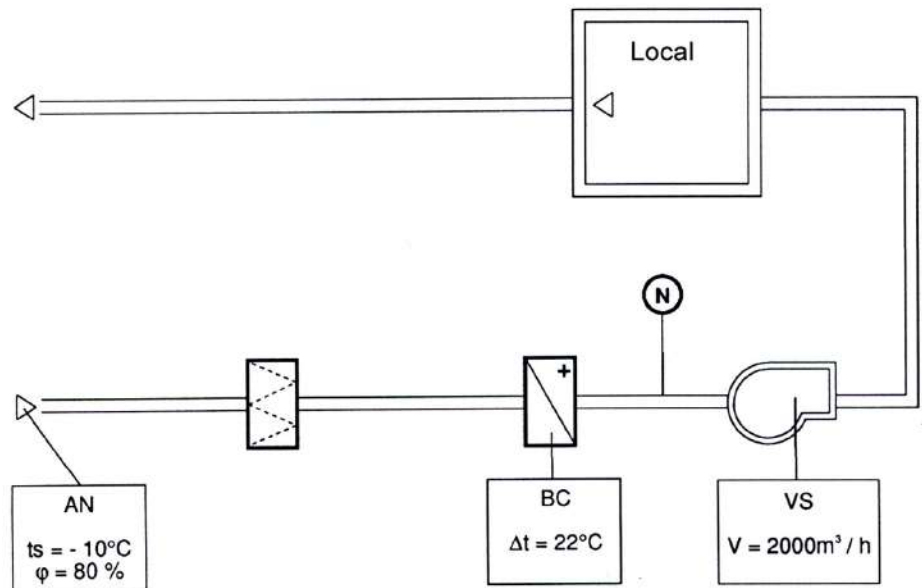 Local
N
+
AN
ts = - 10°C
φ = 80 %
BC
Δt = 22°C
VS
V = 2000m³ / h